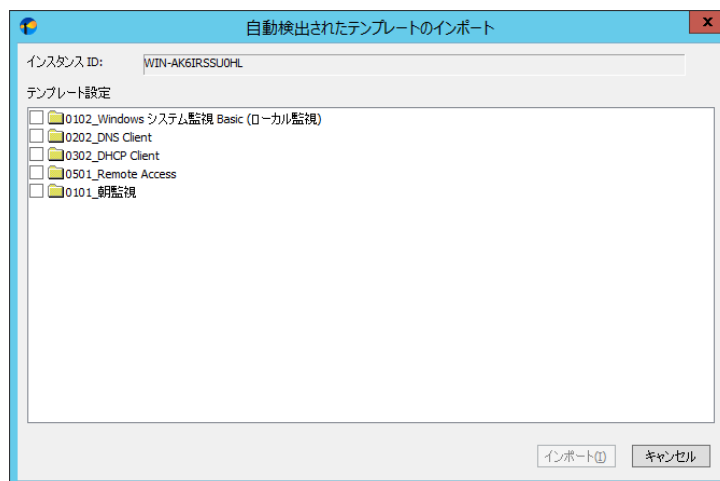 自動検出されたテンプレートのインポート
x
インスタンス ID: WIN-AK6IRSSU0HL
テンプレート設定
0102_Windows システム監視 Basic (ローカル監視)
0202_DNS Client
0302_DHCP Client
0501_Remote Access
0101_朝監視
インポート(I) キャンセル